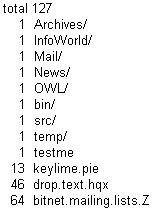 total 127
1 Archives/
1 InfoWorld/
1 Mail/
1 News/
1 OWL/
1 bin/
1 src/
1 temp/
1 testme
13 keylime.pie
46 drop.text.hqx
64 bitnet.mailing.lists.Z